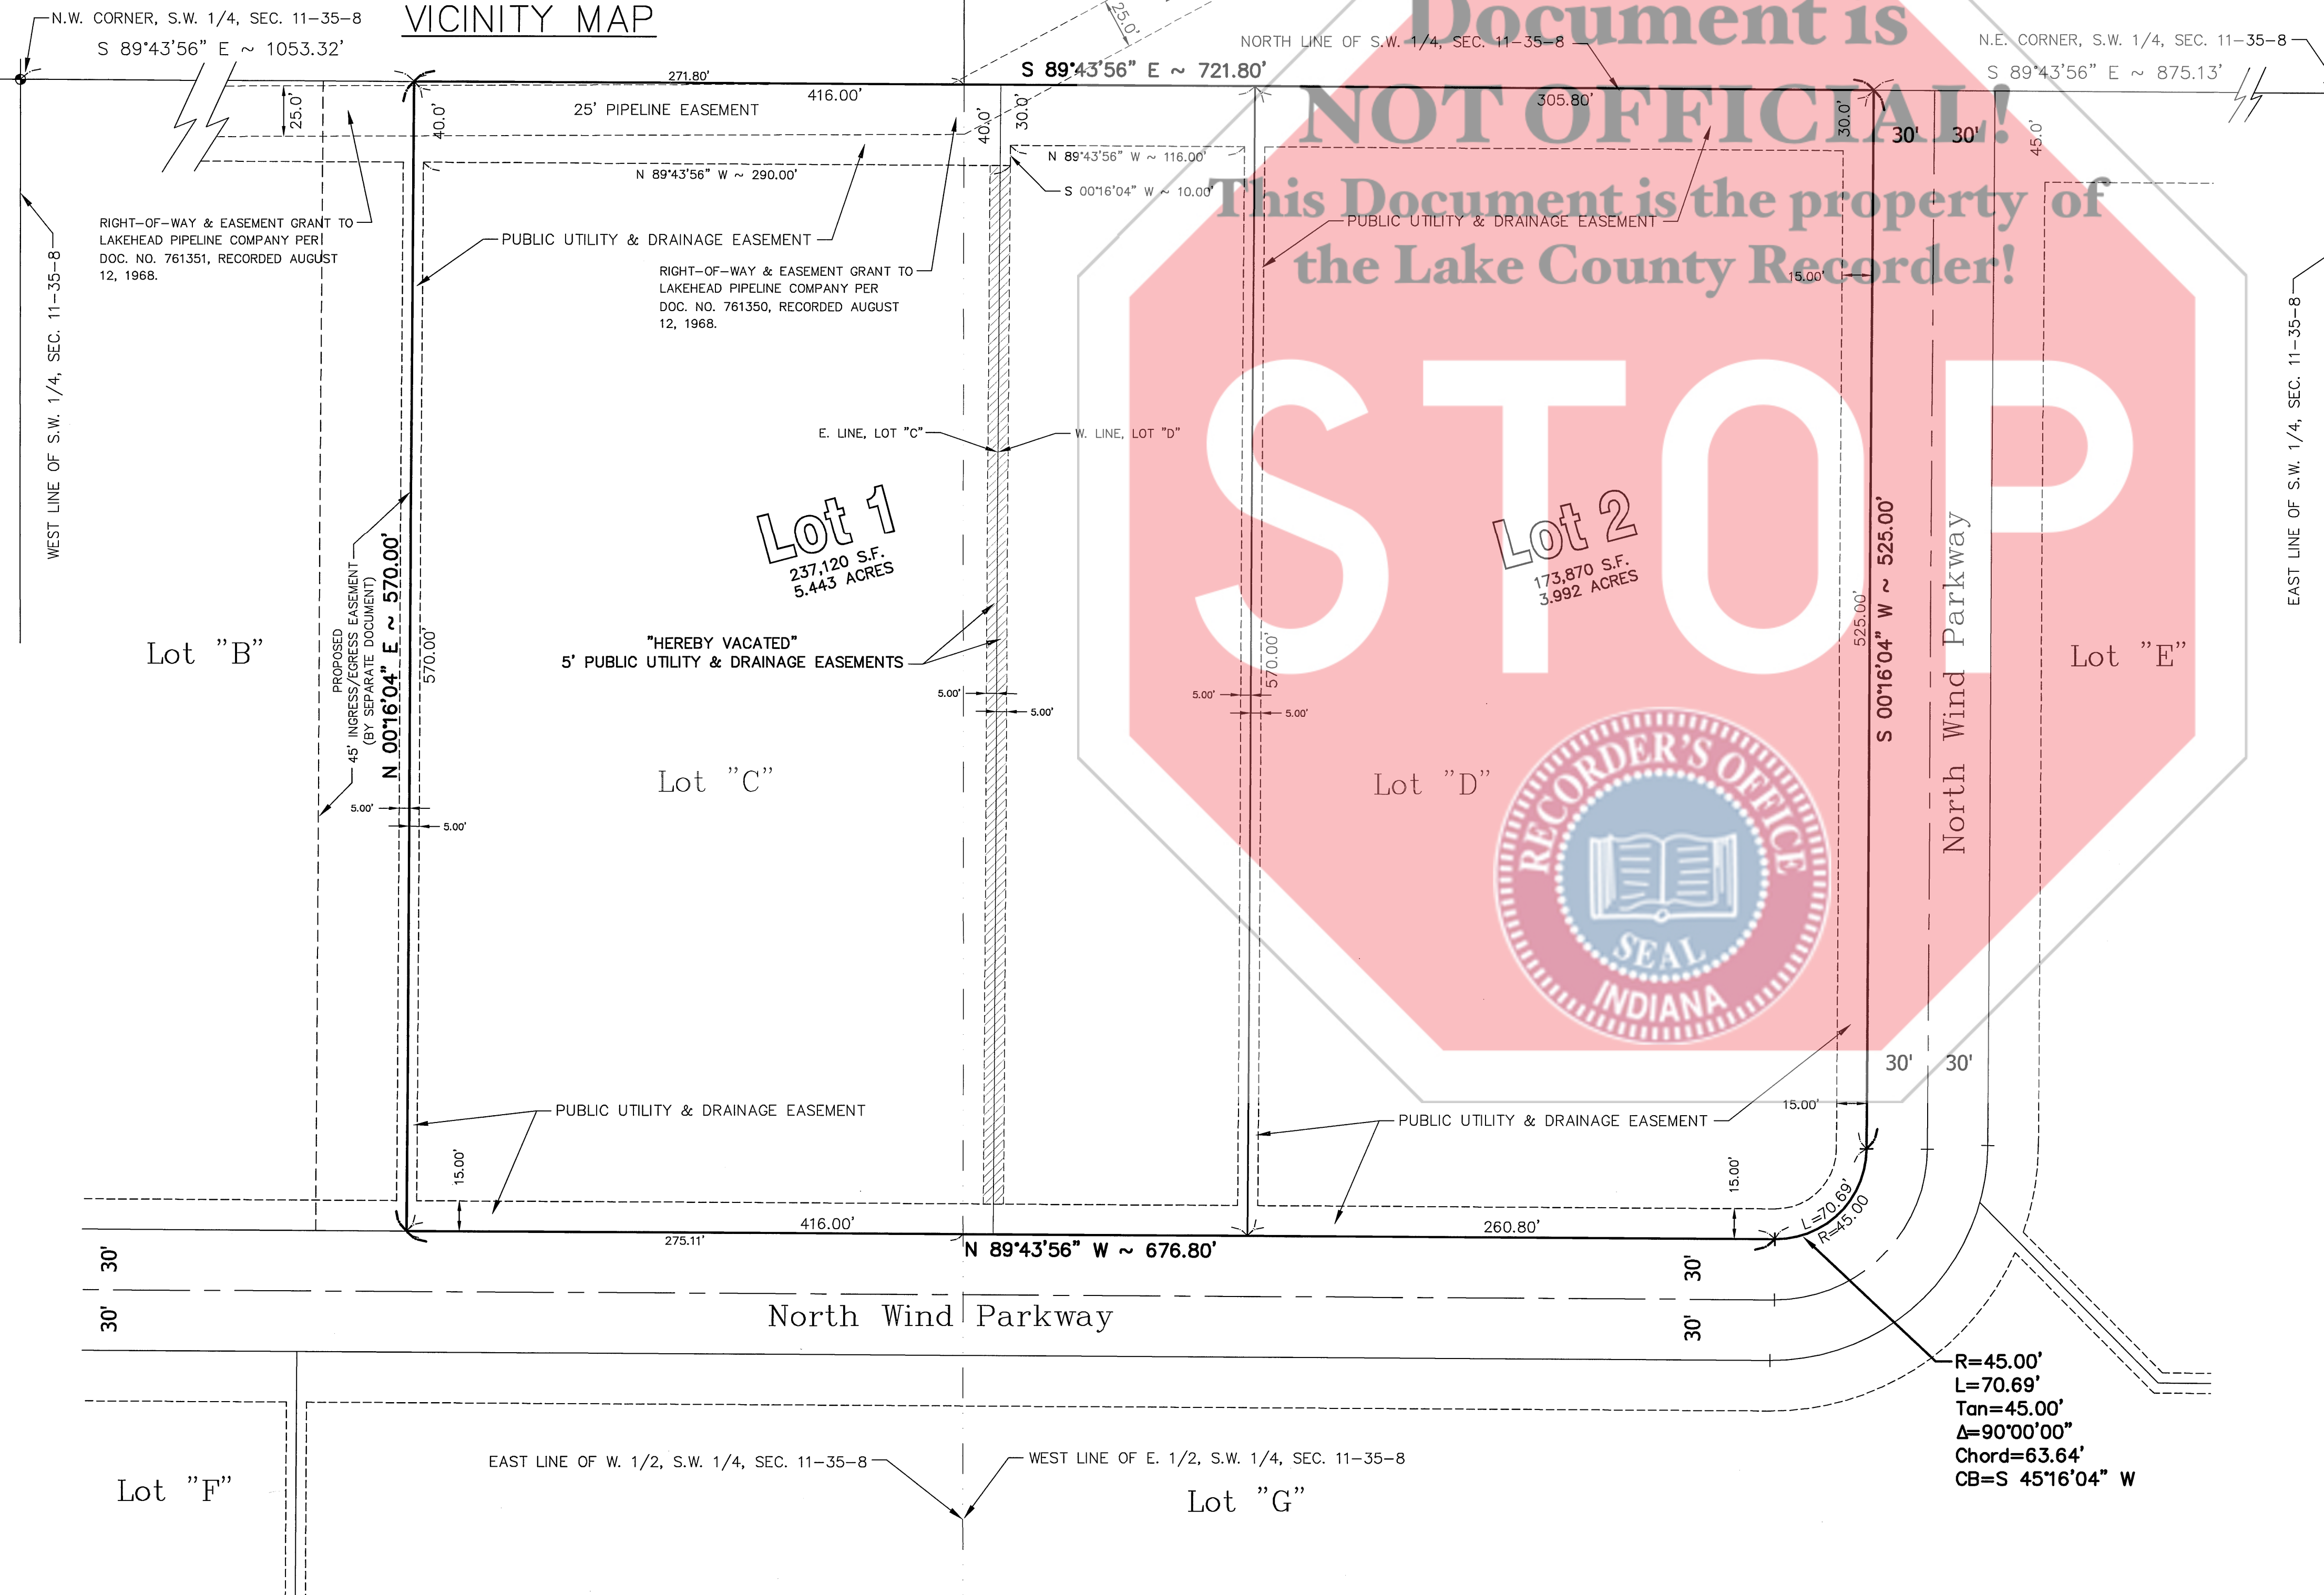 VICINITY MAP
N.W. CORNER, S.W. 1/4, SEC. 11-35-8
S 89°43'56" E ~ 1053.32'
25.0'
NORTH LINE OF S.W. 1/4, SEC. 11-35-8
N.E. CORNER, S.W. 1/4, SEC. 11-35-8
S 89°43'56" E ~ 875.13'
Document is
NOT OFFICIAL!
This Document is the property of
the Lake County Recorder!
STOP
RECORDER'S OFFICE
SEAL
INDIANA
271.80'
S 89°43'56" E ~ 721.80'
416.00'
305.80'
25.0'
40.0'
25' PIPELINE EASEMENT
40.0'
30.0'
30.0'
30'
30'
45.0'
N 89°43'56" W ~ 290.00'
N 89°43'56" W ~ 116.00'
S 00°16'04" W ~ 10.00'
RIGHT-OF-WAY & EASEMENT GRANT TO
LAKEHEAD PIPELINE COMPANY PER
DOC. NO. 761351, RECORDED AUGUST
12, 1968.
PUBLIC UTILITY & DRAINAGE EASEMENT
RIGHT-OF-WAY & EASEMENT GRANT TO
LAKEHEAD PIPELINE COMPANY PER
DOC. NO. 761350, RECORDED AUGUST
12, 1968.
PUBLIC UTILITY & DRAINAGE EASEMENT
15.00'
WEST LINE OF S.W. 1/4, SEC. 11-35-8
EAST LINE OF S.W. 1/4, SEC. 11-35-8
E. LINE, LOT "C"
W. LINE, LOT "D"
Lot 1
237,120 S.F.
5.443 ACRES
Lot 2
173,870 S.F.
3.992 ACRES
PROPOSED
45' INGRESS/EGRESS EASEMENT
(BY SEPARATE DOCUMENT)
N 00°16'04" E ~ 570.00'
570.00'
"HEREBY VACATED"
5' PUBLIC UTILITY & DRAINAGE EASEMENTS
5.00'
5.00'
570.00'
5.00'
5.00'
525.00'
S 00°16'04" W ~ 525.00'
North Wind Parkway
Lot "B"
Lot "C"
Lot "D"
Lot "E"
5.00'
5.00'
30'
30'
15.00'
PUBLIC UTILITY & DRAINAGE EASEMENT
PUBLIC UTILITY & DRAINAGE EASEMENT
15.00'
15.00'
L=70.69'
R=45.00
416.00'
260.80'
275.11'
N 89°43'56" W ~ 676.80'
30'
30'
30'
30'
North Wind Parkway
R=45.00'
L=70.69'
Tan=45.00'
Δ=90°00'00"
Chord=63.64'
CB=S 45°16'04" W
EAST LINE OF W. 1/2, S.W. 1/4, SEC. 11-35-8
WEST LINE OF E. 1/2, S.W. 1/4, SEC. 11-35-8
Lot "F"
Lot "G"